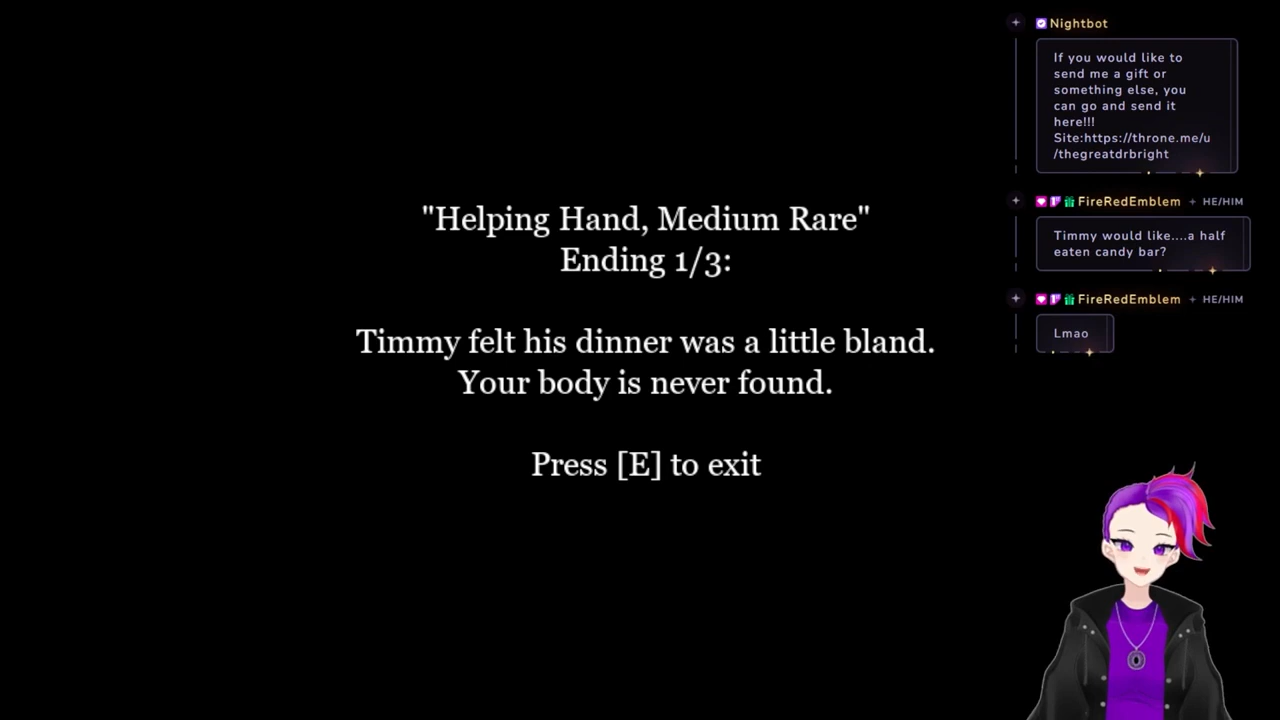 "Helping Hand, Medium Rare"
Ending 1/3:
Timmy felt his dinner was a little bland.
Your body is never found.
Press [E] to exit
Nightbot
If you would like to
send me a gift or
something else, you
can go and send it
here!!!
Site:https://throne.me/u
/thegreatdrbright
FireRedEmblem + HE/HIM
Timmy would like....a half
eaten candy bar?
FireRedEmblem + HE/HIM
Lmao